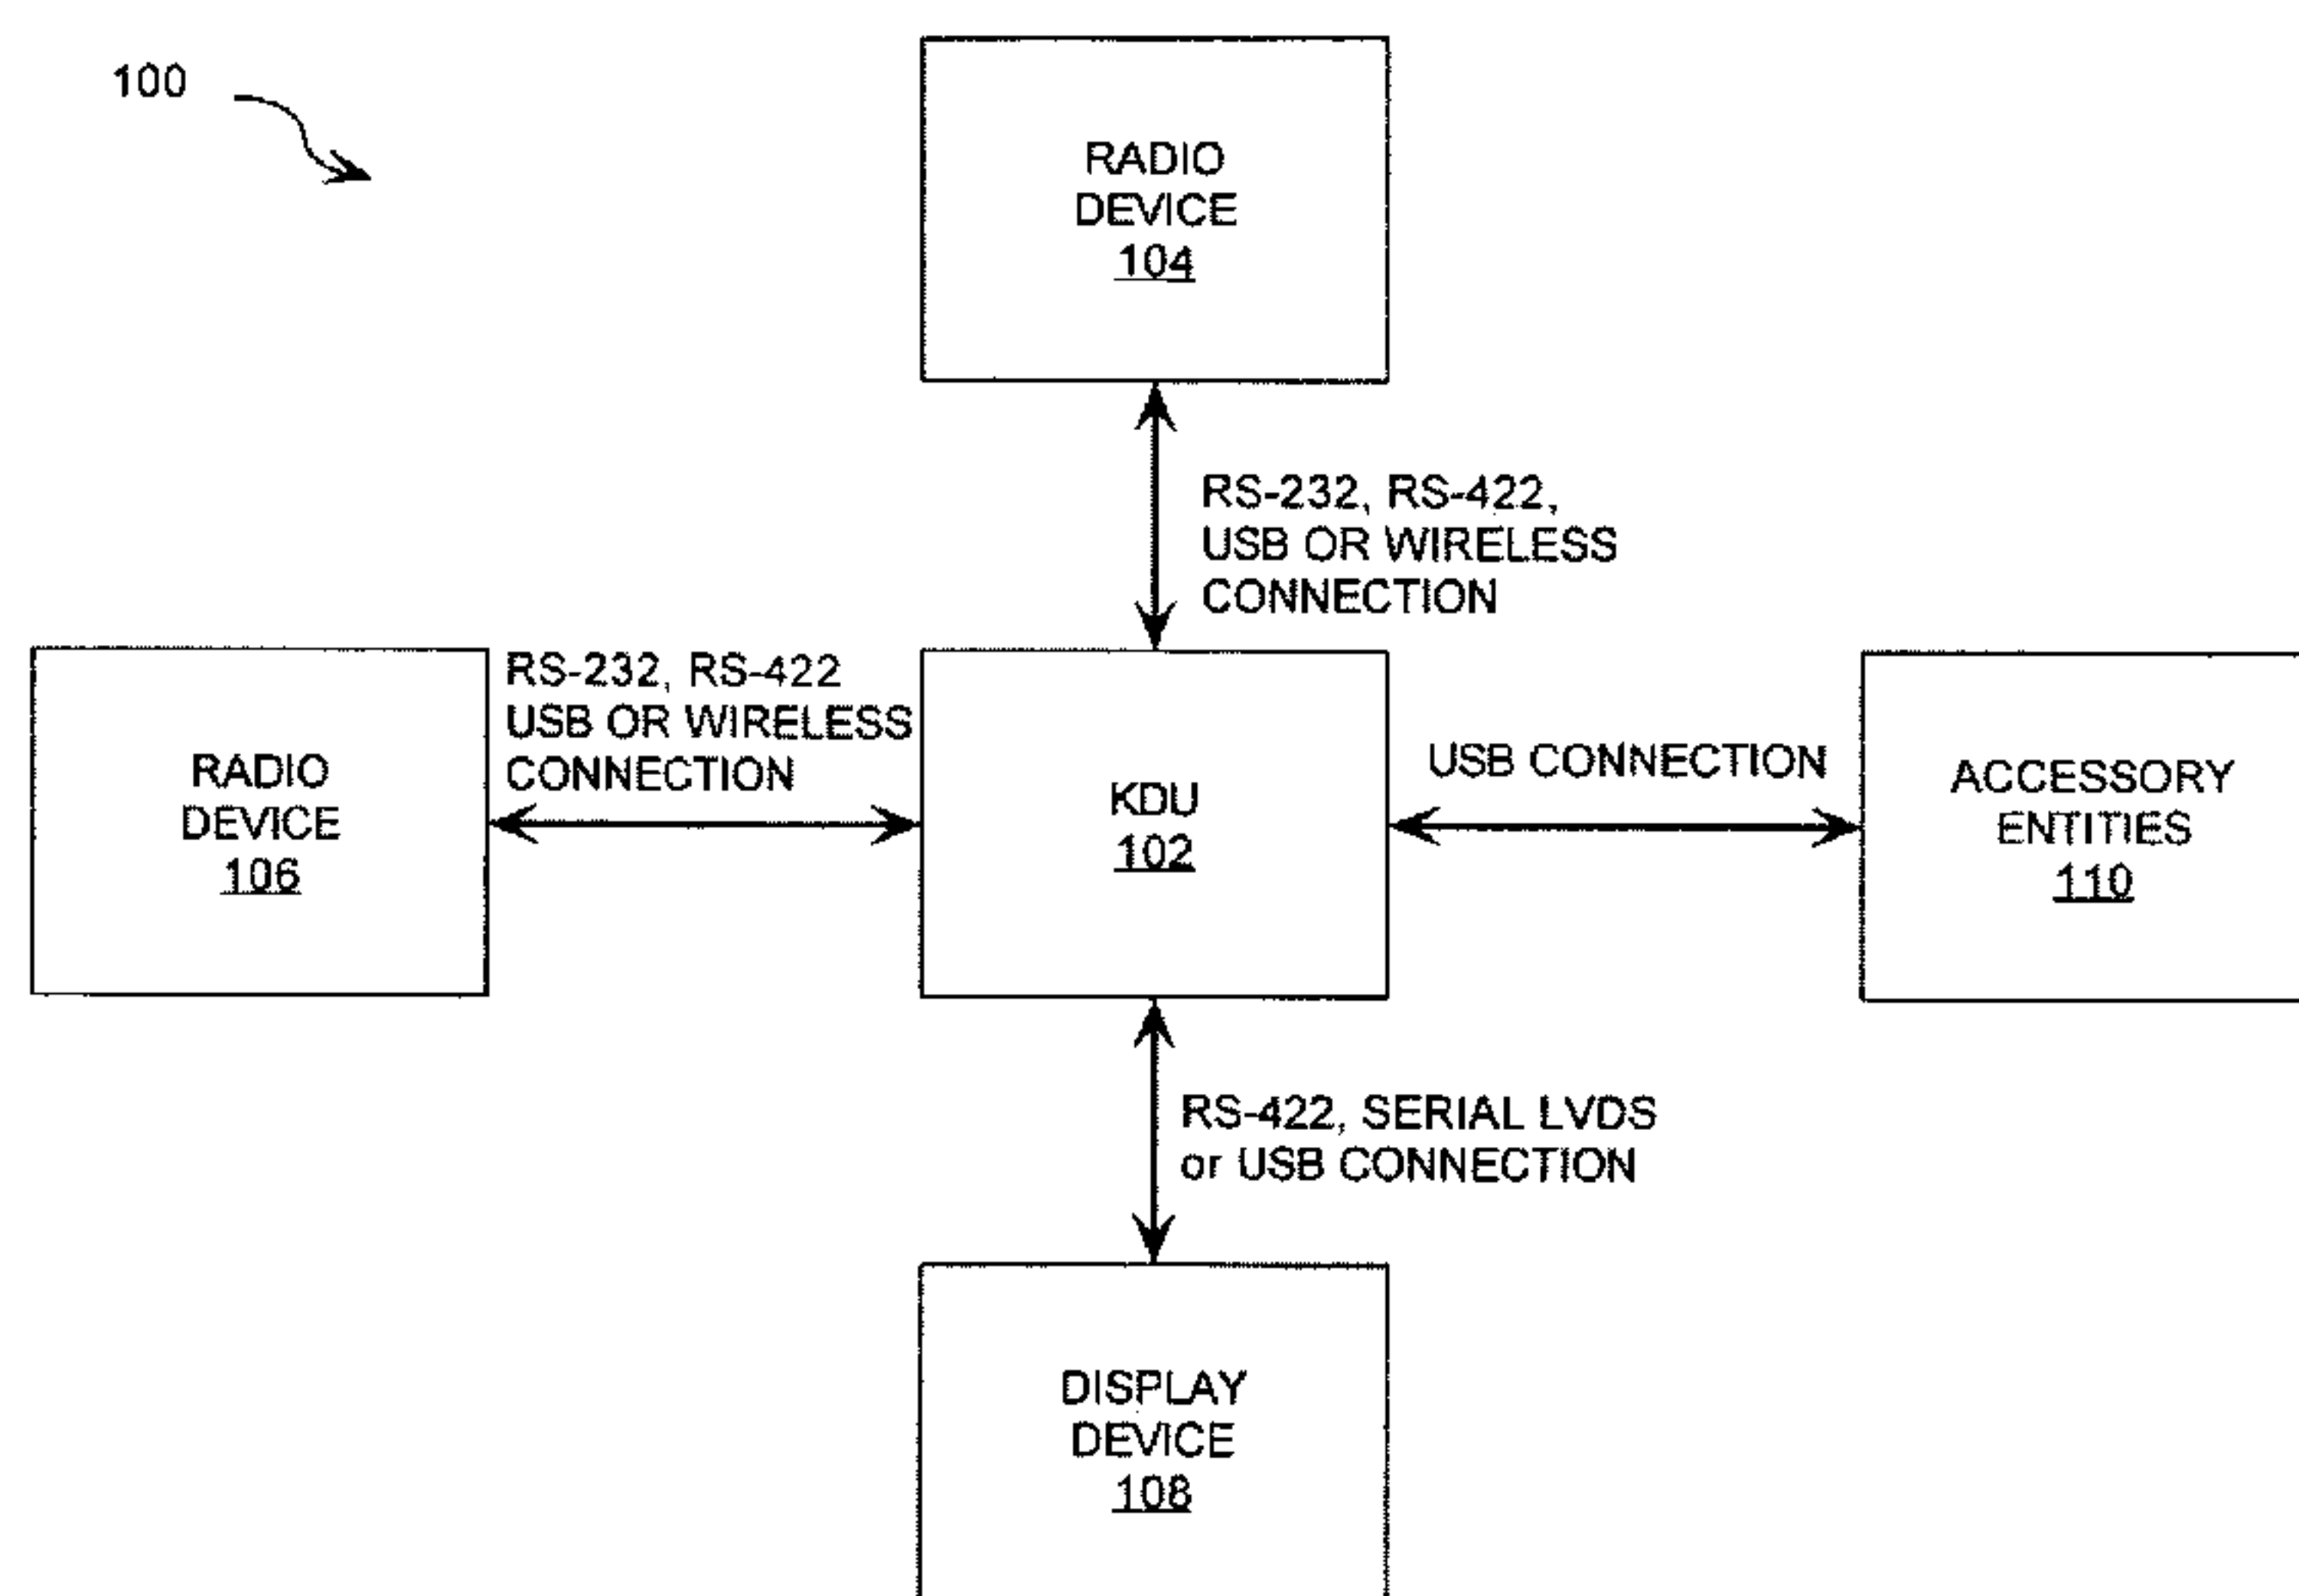 100
RADIO
DEVICE
104
RS-232, RS-422,
USB OR WIRELESS
CONNECTION
RADIO
DEVICE
106
RS-232, RS-422
USB OR WIRELESS
CONNECTION
KDU
102
USB CONNECTION
ACCESSORY
ENTITIES
110
RS-422, SERIAL LVDS
or USB CONNECTION
DISPLAY
DEVICE
108